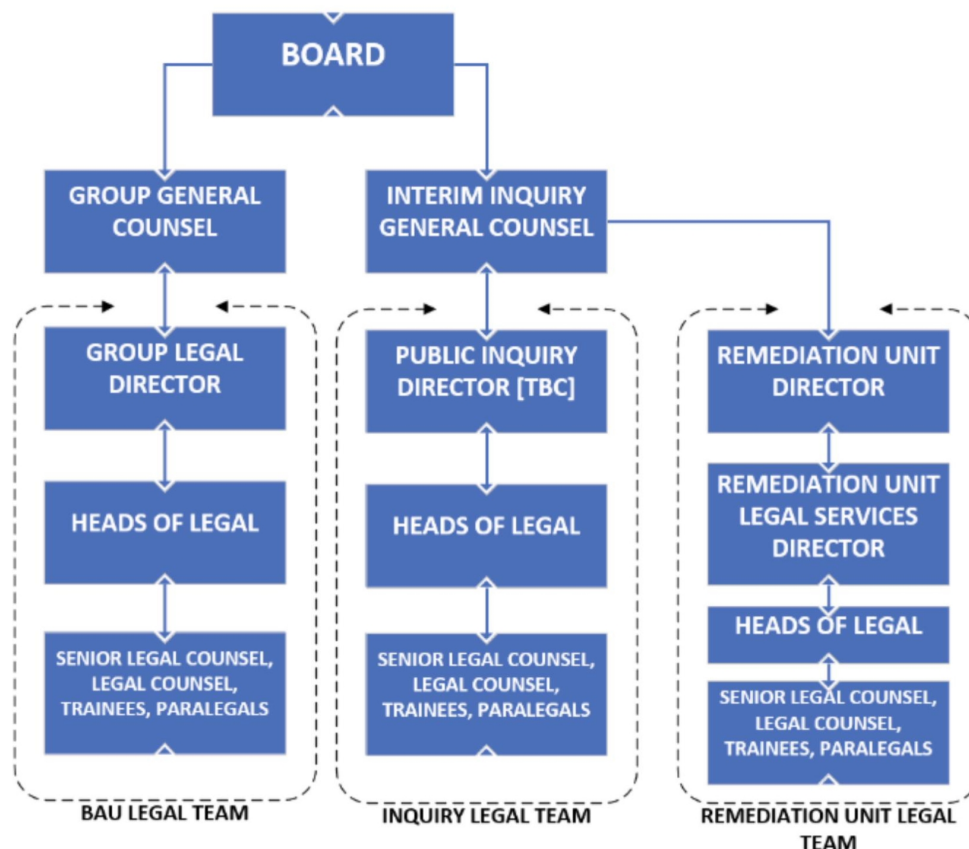 BOARD
GROUP GENERAL
COUNSEL
INTERIM INQUIRY
GENERAL COUNSEL
GROUP LEGAL
DIRECTOR
PUBLIC INQUIRY
DIRECTOR [TBC]
REMEDIATION UNIT
DIRECTOR
HEADS OF LEGAL
HEADS OF LEGAL
REMEDIATION UNIT
LEGAL SERVICES
DIRECTOR
HEADS OF LEGAL
SENIOR LEGAL COUNSEL,
LEGAL COUNSEL,
TRAINEES, PARALEGALS
SENIOR LEGAL COUNSEL,
LEGAL COUNSEL,
TRAINEES, PARALEGALS
SENIOR LEGAL COUNSEL,
LEGAL COUNSEL,
TRAINEES, PARALEGALS
BAU LEGAL TEAM
INQUIRY LEGAL TEAM
REMEDIATION UNIT LEGAL
TEAM